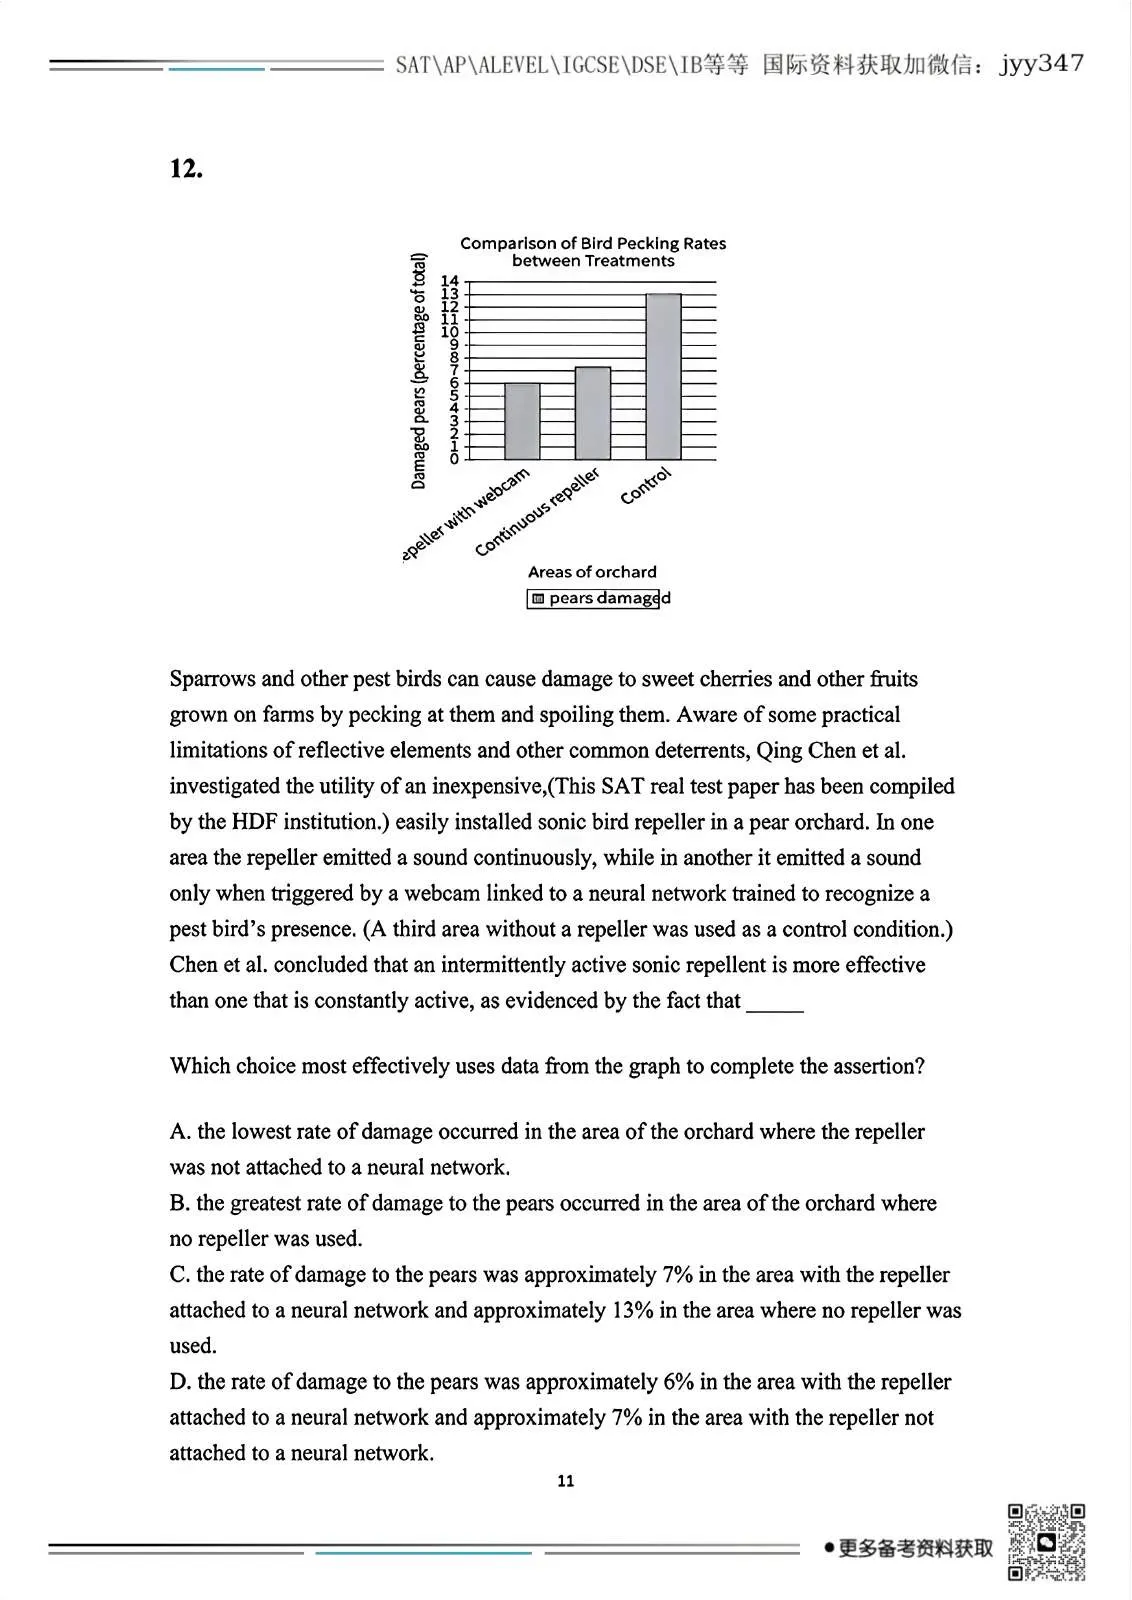 SAT\AP\ALEVEL\IGCSE\DSE\IB等等 国际资料获取加微信：jyy347
12.
Comparison of Bird Pecking Rates
between Treatments
Damaged pears (percentage of total)
14
13
12
11
10
9
8
7
6
5
4
3
2
1
0
epeller with webcam
Continuous repeller
Control
Areas of orchard
pears damaged
Sparrows and other pest birds can cause damage to sweet cherries and other fruits
grown on farms by pecking at them and spoiling them. Aware of some practical
limitations of reflective elements and other common deterrents, Qing Chen et al.
investigated the utility of an inexpensive,(This SAT real test paper has been compiled
by the HDF institution.) easily installed sonic bird repeller in a pear orchard. In one
area the repeller emitted a sound continuously, while in another it emitted a sound
only when triggered by a webcam linked to a neural network trained to recognize a
pest bird’s presence. (A third area without a repeller was used as a control condition.)
Chen et al. concluded that an intermittently active sonic repellent is more effective
than one that is constantly active, as evidenced by the fact that _____
Which choice most effectively uses data from the graph to complete the assertion?
A. the lowest rate of damage occurred in the area of the orchard where the repeller
was not attached to a neural network.
B. the greatest rate of damage to the pears occurred in the area of the orchard where
no repeller was used.
C. the rate of damage to the pears was approximately 7% in the area with the repeller
attached to a neural network and approximately 13% in the area where no repeller was
used.
D. the rate of damage to the pears was approximately 6% in the area with the repeller
attached to a neural network and approximately 7% in the area with the repeller not
attached to a neural network.
11
●更多备考资料获取